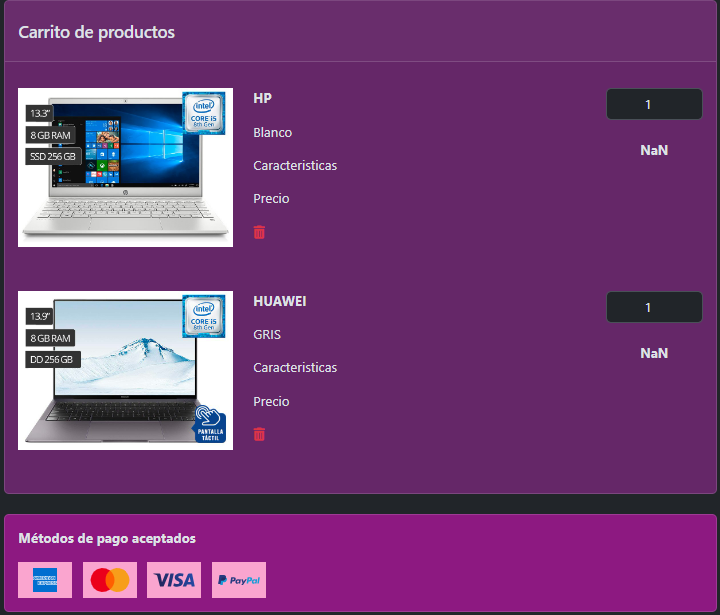 Carrito de productos
13.3"
8 GB RAM
SSD 256 GB
intel
CORE i5
8th Gen
HP
Blanco
Caracteristicas
Precio
1
NaN
13.9"
8 GB RAM
DD 256 GB
intel
CORE i5
8th Gen
PANTALLA
TÁCTIL
HUAWEI
GRIS
Caracteristicas
Precio
1
NaN
Métodos de pago aceptados
AMERICAN
EXPRESS
VISA
PayPal